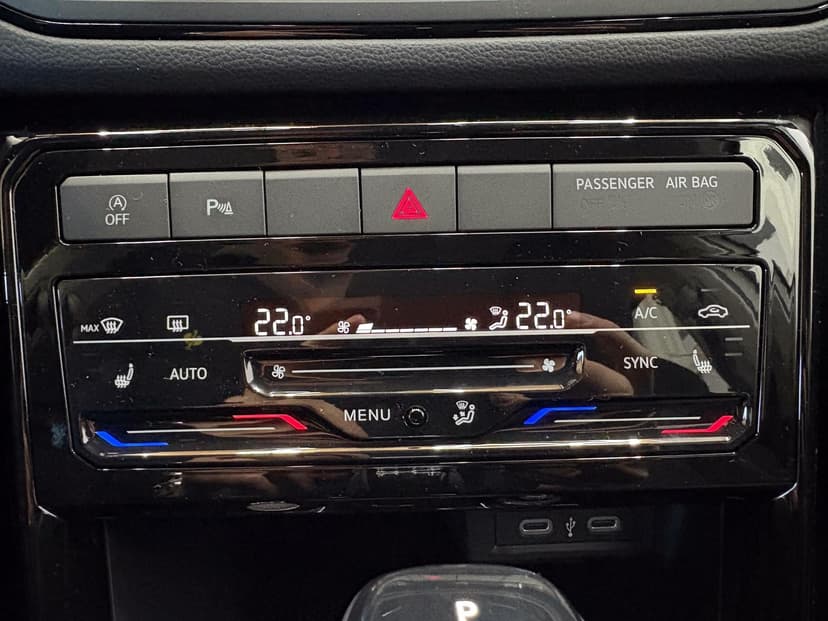 A
OFF
P
PASSENGER AIR BAG
MAX
22.0°
22.0°
A/C
AUTO
SYNC
MENU
P